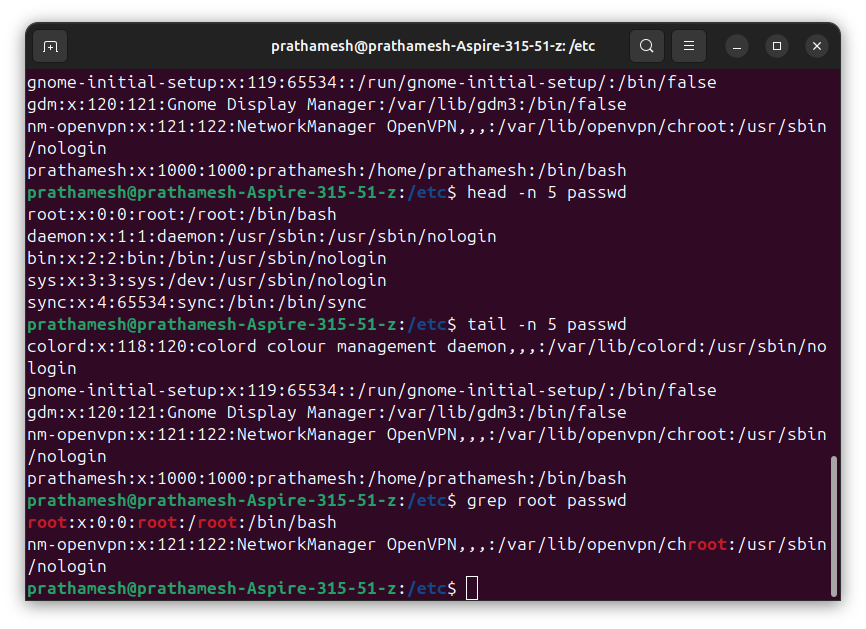 prathamesh@prathamesh-Aspire-315-51-z: /etc
gnome-initial-setup:x:119:65534::/run/gnome-initial-setup/:/bin/false
gdm:x:120:121:Gnome Display Manager:/var/lib/gdm3:/bin/false
nm-openvpn:x:121:122:NetworkManager OpenVPN,,,:/var/lib/openvpn/chroot:/usr/sbin
/nologin
prathamesh:x:1000:1000:prathamesh:/home/prathamesh:/bin/bash
prathamesh@prathamesh-Aspire-315-51-z:/etc$ head -n 5 passwd
root:x:0:0:root:/root:/bin/bash
daemon:x:1:1:daemon:/usr/sbin:/usr/sbin/nologin
bin:x:2:2:bin:/bin:/usr/sbin/nologin
sys:x:3:3:sys:/dev:/usr/sbin/nologin
sync:x:4:65534:sync:/bin:/bin/sync
prathamesh@prathamesh-Aspire-315-51-z:/etc$ tail -n 5 passwd
colord:x:118:120:colord colour management daemon,,,:/var/lib/colord:/usr/sbin/no
login
gnome-initial-setup:x:119:65534::/run/gnome-initial-setup/:/bin/false
gdm:x:120:121:Gnome Display Manager:/var/lib/gdm3:/bin/false
nm-openvpn:x:121:122:NetworkManager OpenVPN,,,:/var/lib/openvpn/chroot:/usr/sbin
/nologin
prathamesh:x:1000:1000:prathamesh:/home/prathamesh:/bin/bash
prathamesh@prathamesh-Aspire-315-51-z:/etc$ grep root passwd
root:x:0:0:root:/root:/bin/bash
nm-openvpn:x:121:122:NetworkManager OpenVPN,,,:/var/lib/openvpn/chroot:/usr/sbin
/nologin
prathamesh@prathamesh-Aspire-315-51-z:/etc$